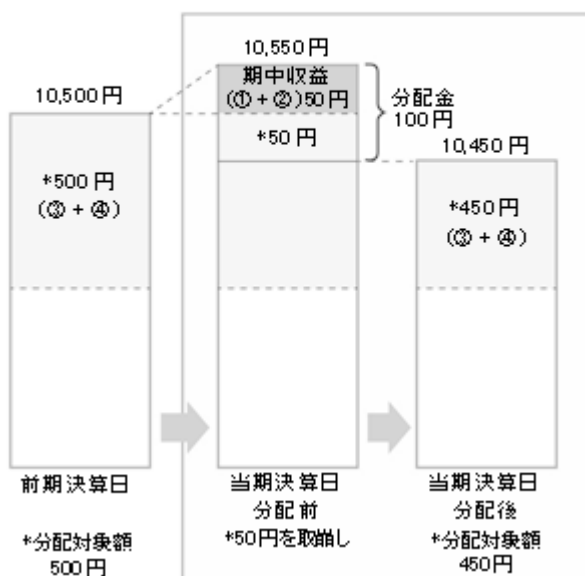 10,500円
*500円
(③+④)
前期決算日
*分配対象額
500円
10,550円
期中収益
(①+②)50円
*50円
分配金
100円
当期決算日
分配前
*50円を取崩し
10,450円
*450円
(③+④)
当期決算日
分配後
*分配対象額
450円